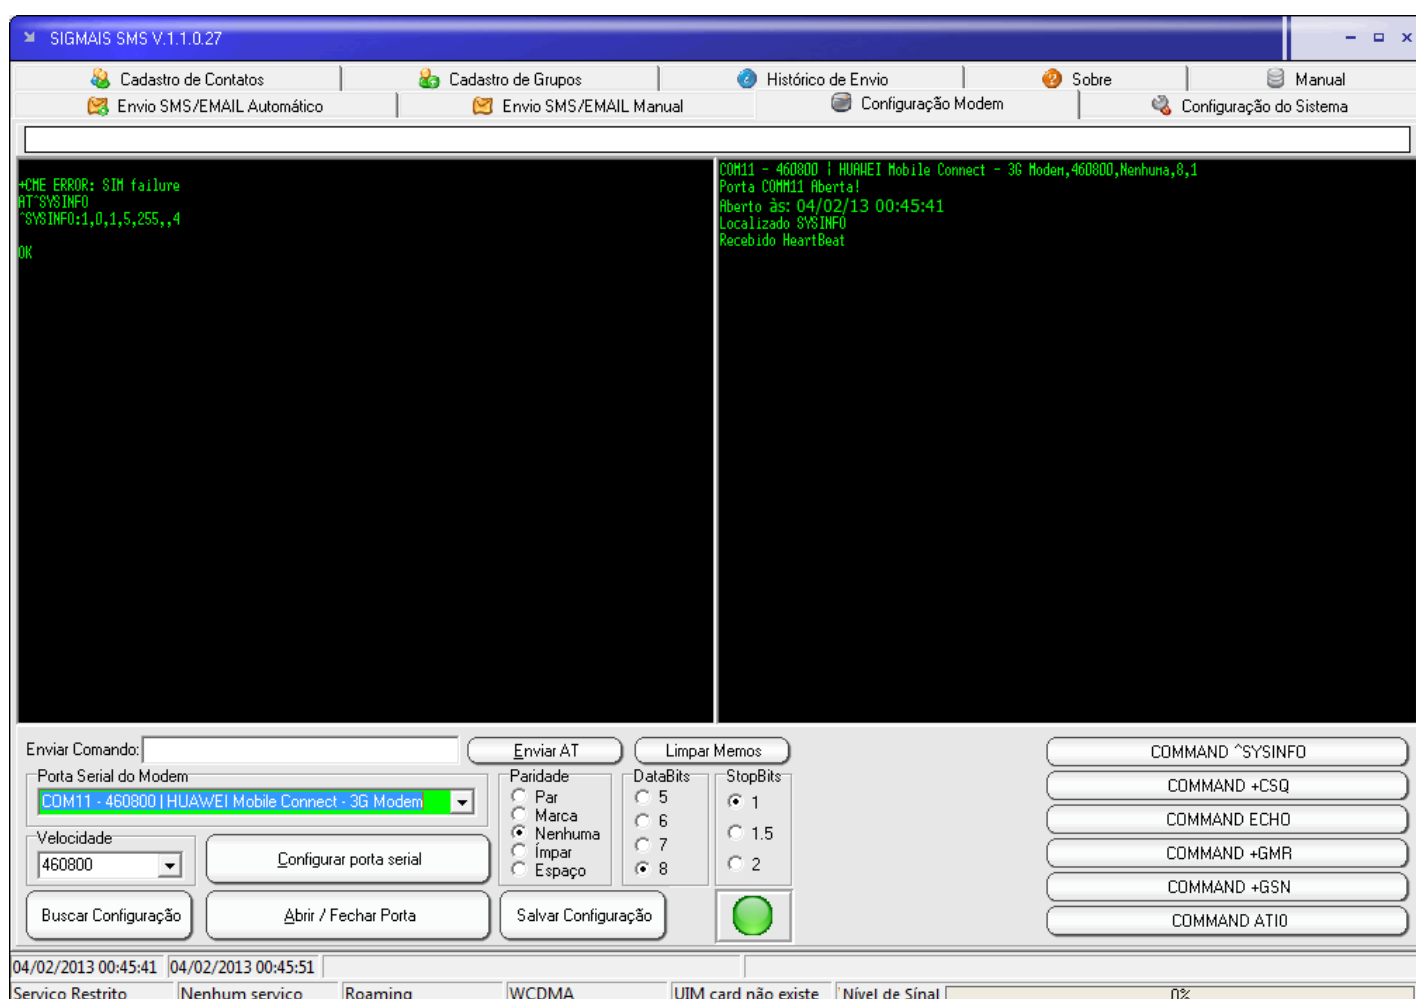 SIGMAIS SMS V.1.1.0.27
Cadastro de Contatos
Cadastro de Grupos
Histórico de Envio
Sobre
Manual
Envio SMS/EMAIL Automático
Envio SMS/EMAIL Manual
Configuração Modem
Configuração do Sistema
+CME ERROR: SIM failure
AT^SYSINFO
^SYSINFO:1,0,1,5,255,,4
OK
COM11 - 460800 | HUAWEI Mobile Connect - 3G Modem,460800,Nenhuma,8,1
Porta COMM11 Aberta!
Aberto às: 04/02/13 00:45:41
Localizado SYSINFO
Recebido HeartBeat
Enviar Comando:
Enviar AT
Limpar Memos
COMMAND ^SYSINFO
Porta Serial do Modem
COM11 - 460800 | HUAWEI Mobile Connect - 3G Modem
Paridade
Par
Marca
Nenhuma
Ímpar
Espaço
DataBits
5
6
7
8
StopBits
1
1.5
2
COMMAND +CSQ
COMMAND ECHO
COMMAND +GMR
COMMAND +GSN
COMMAND ATI0
Velocidade
460800
Configurar porta serial
Buscar Configuração
Abrir / Fechar Porta
Salvar Configuração
04/02/2013 00:45:41
04/02/2013 00:45:51
Serviço Restrito
Nenhum serviço
Roaming
WCDMA
UIM card não existe
Nível de Sinal
0%